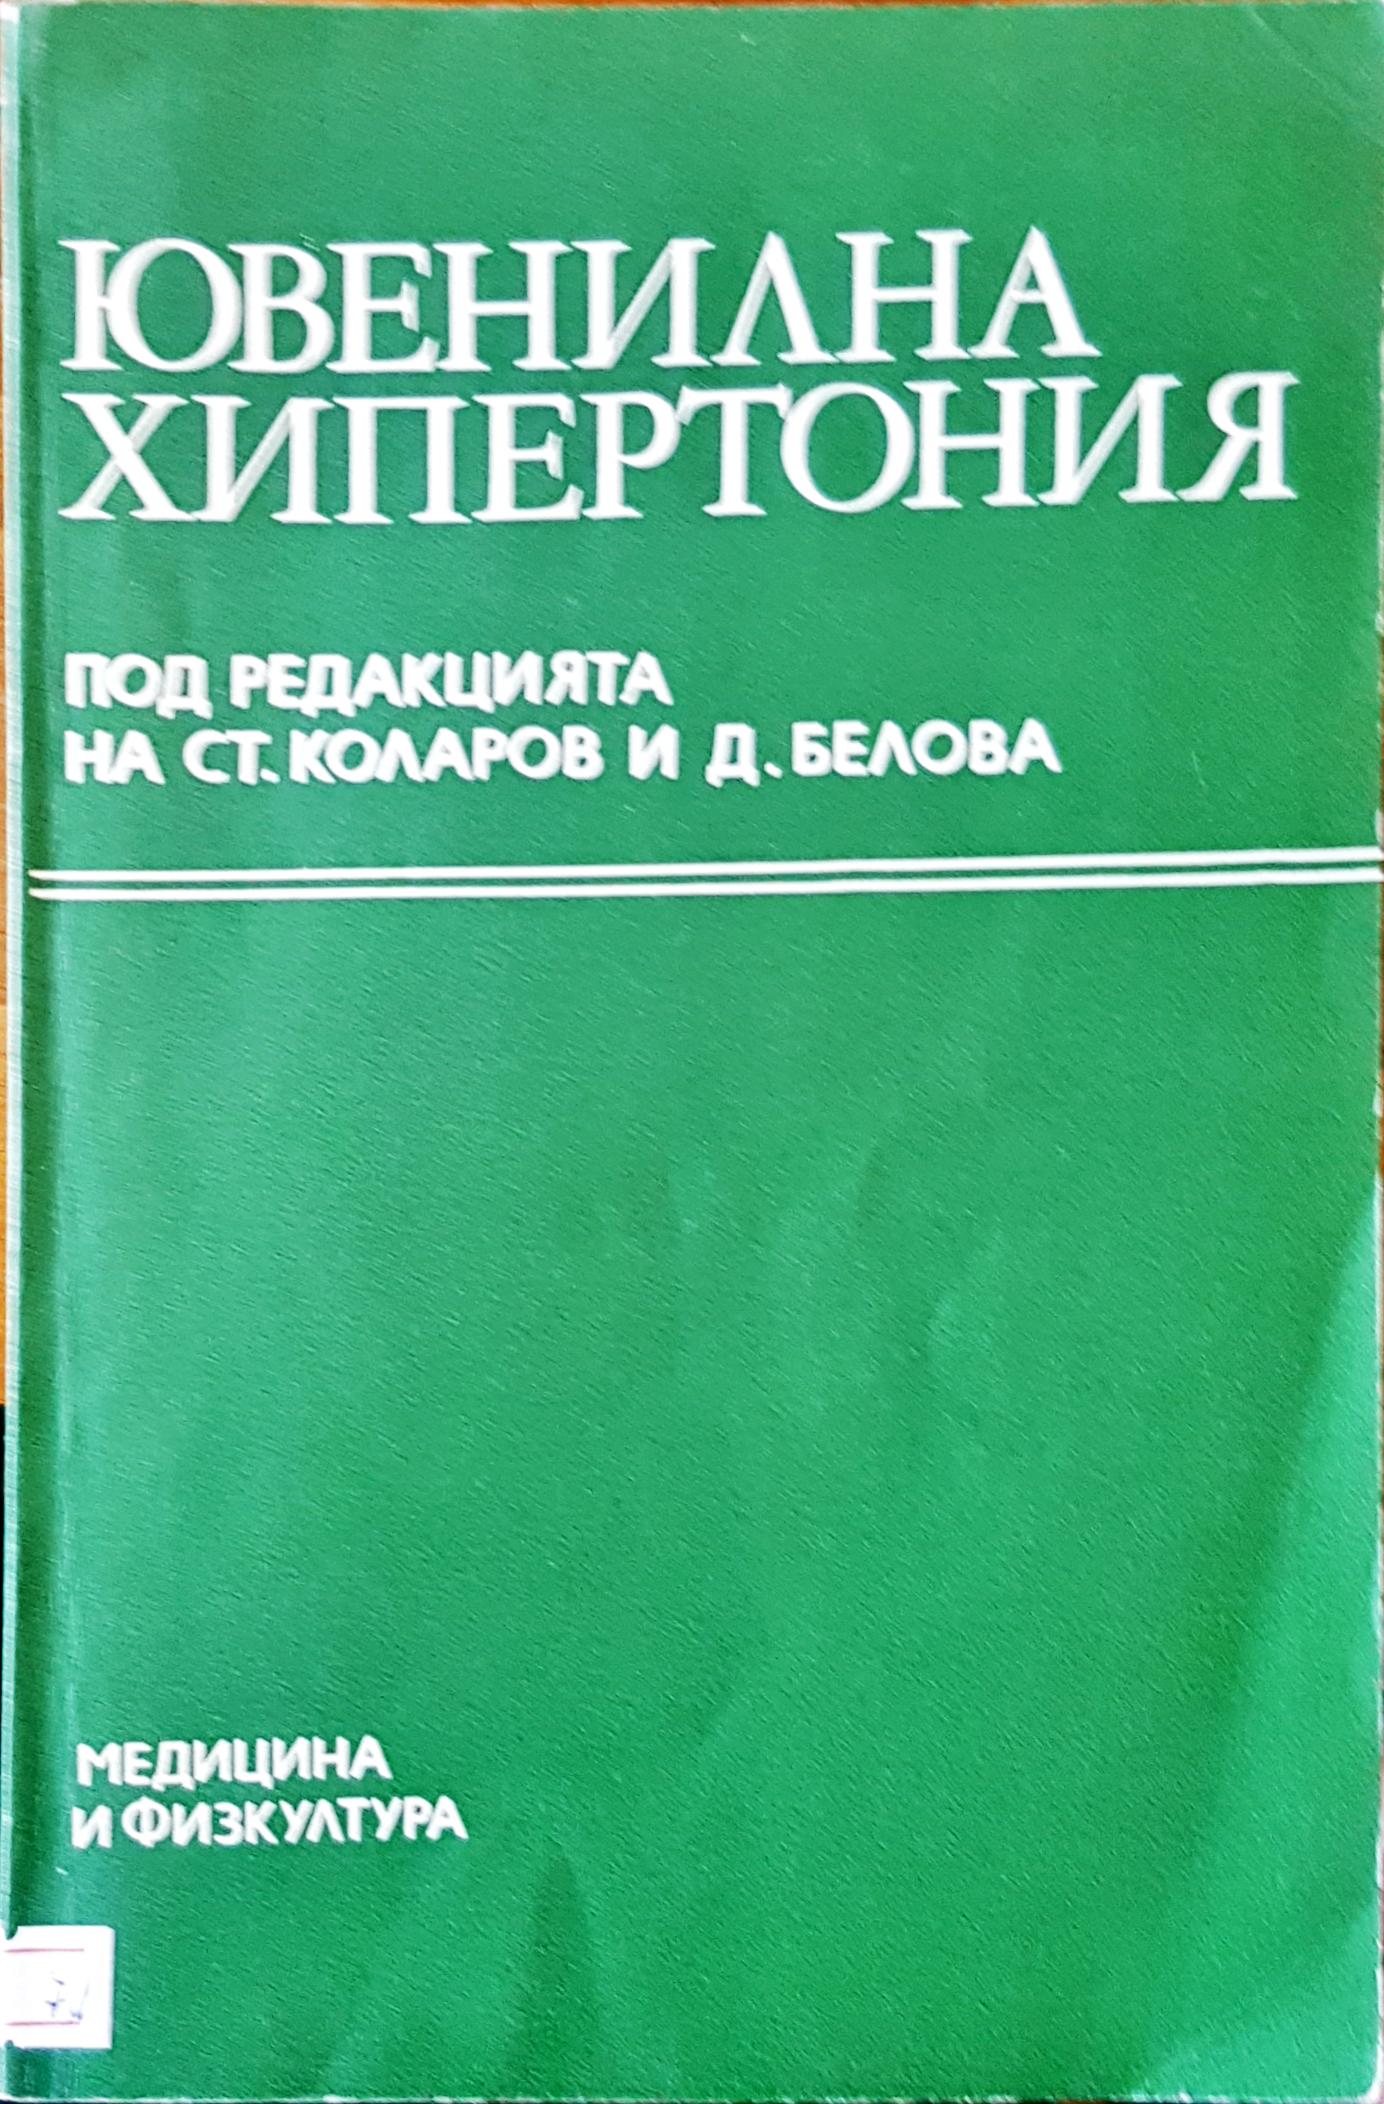 ЮВЕНИЛНА
ХИПЕРТОНИЯ
ПОД РЕДАКЦИЯТА
НА СТ. КОЛАРОВ И Д. БЕЛОВА
МЕДИЦИНА
И ФИЗКУЛТУРА